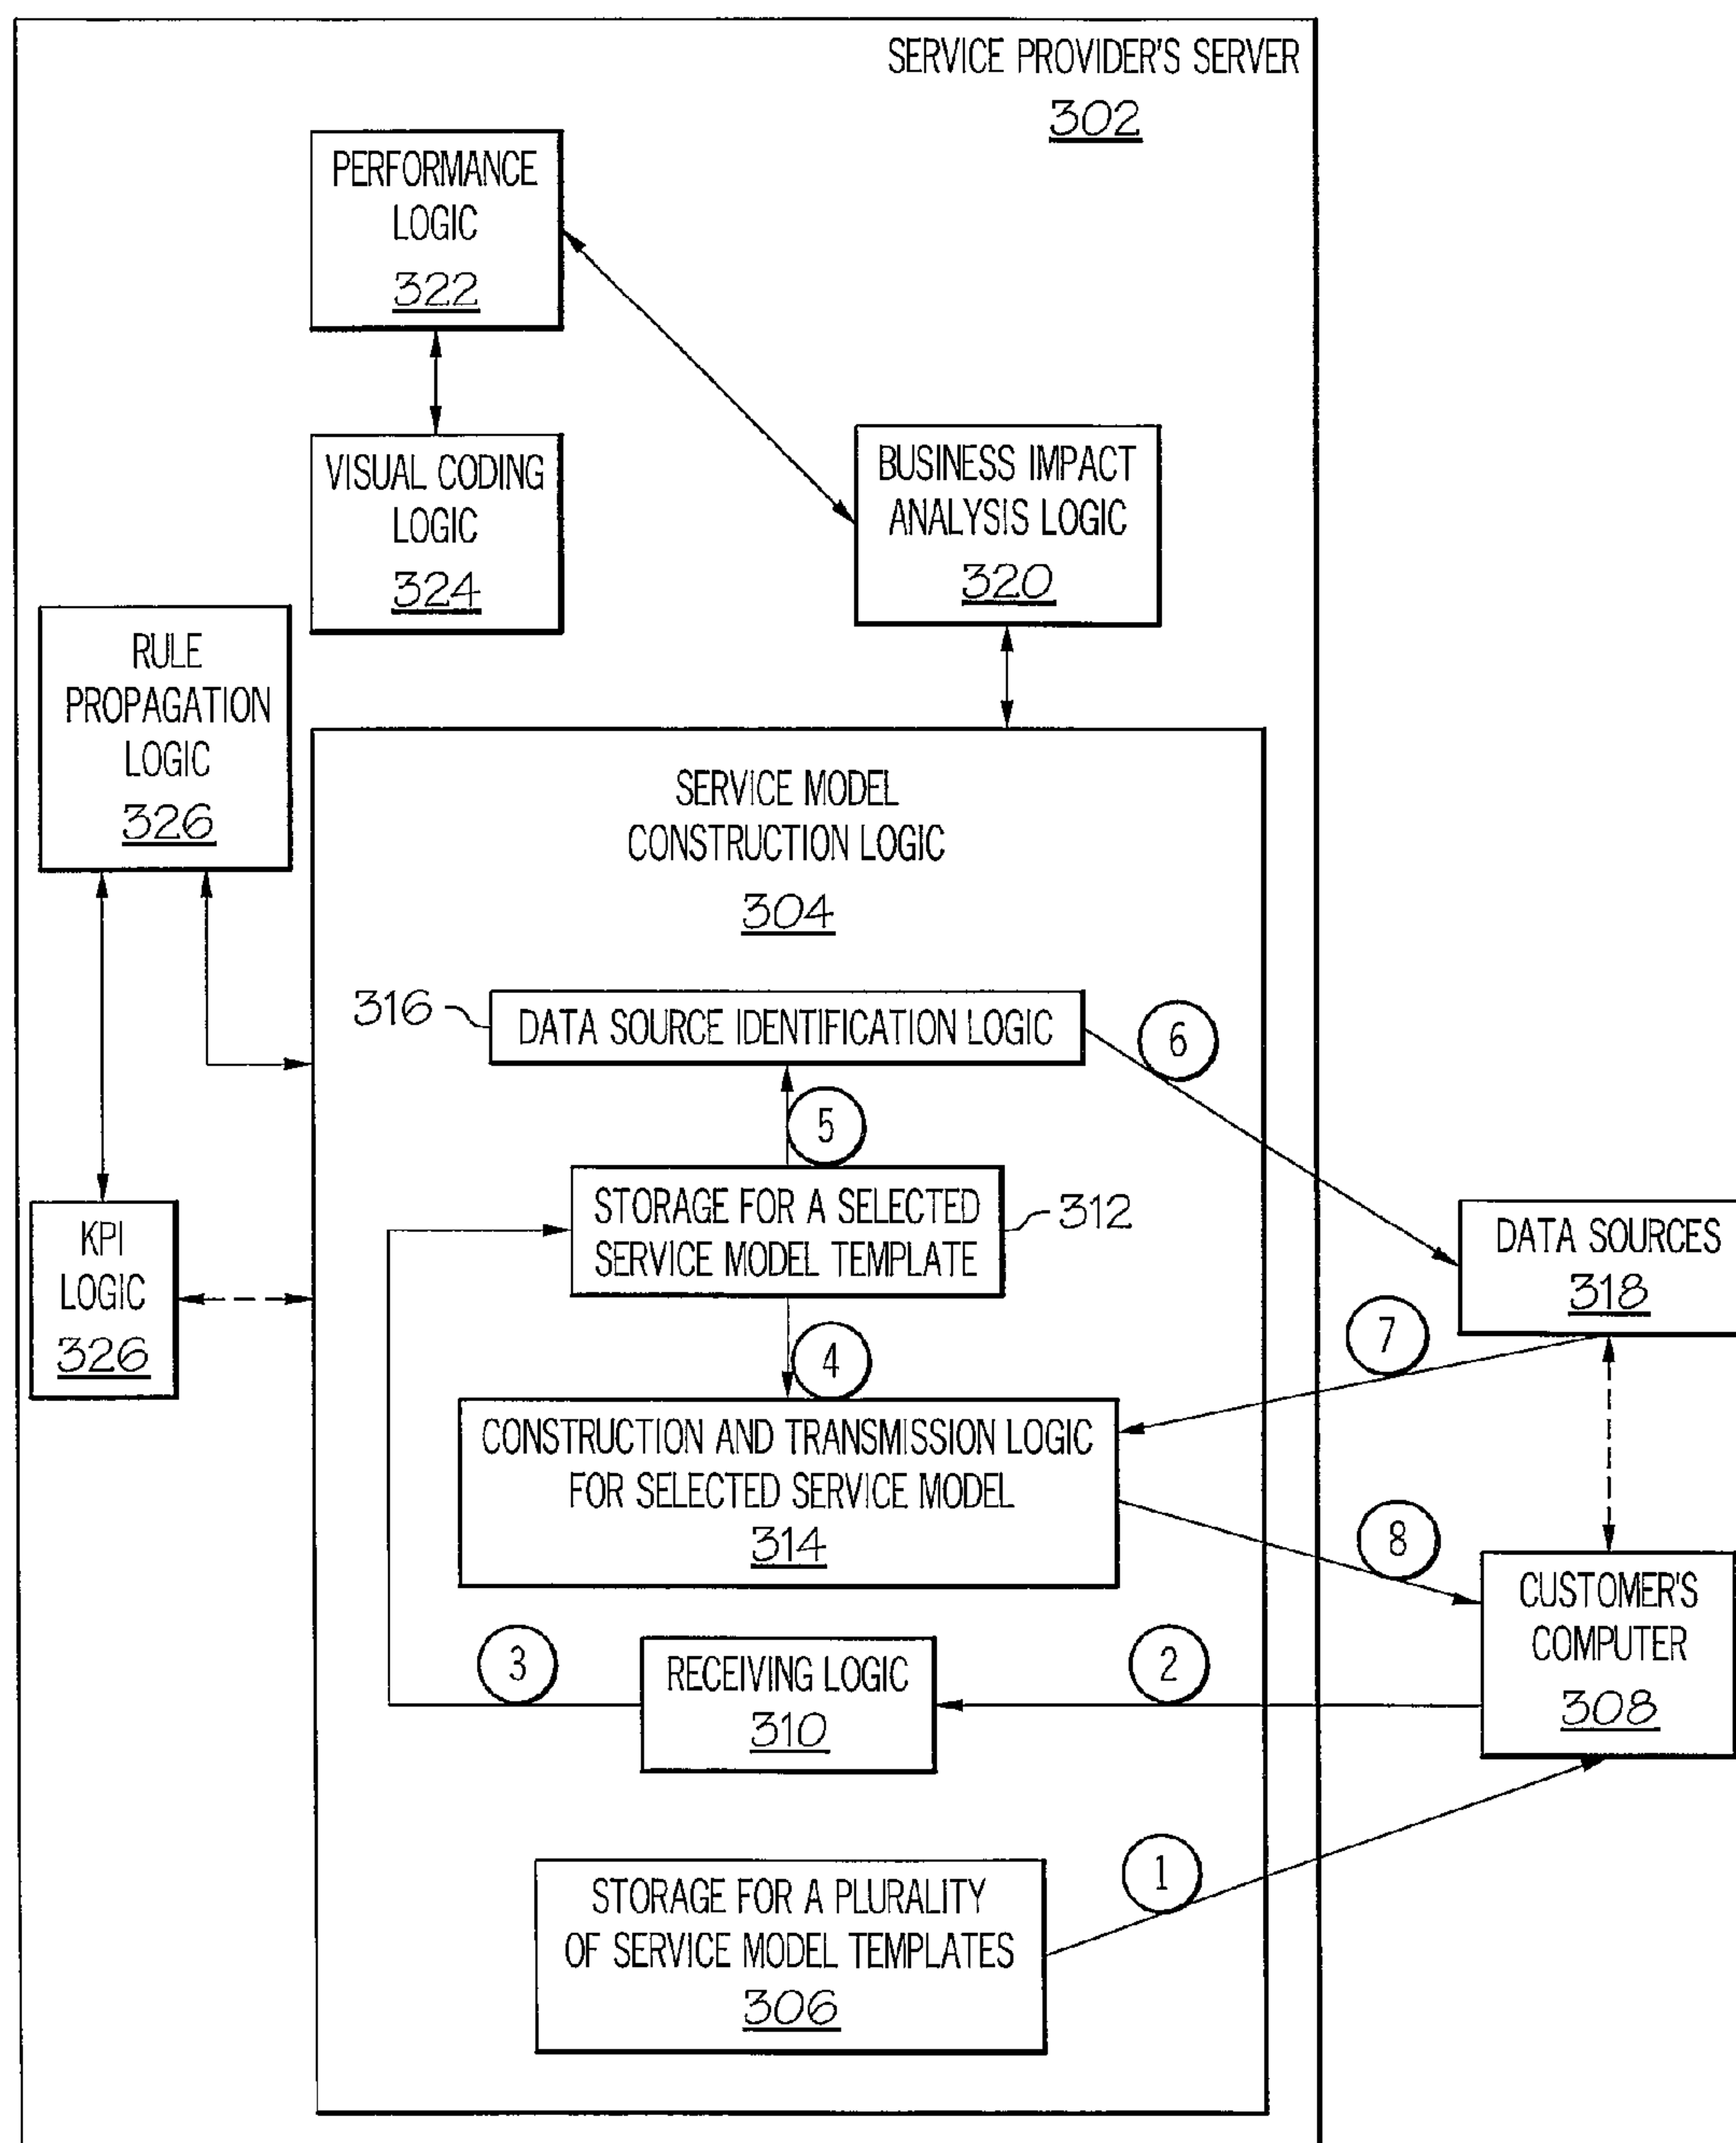 SERVICE PROVIDER'S SERVER
302
PERFORMANCE
LOGIC
322
VISUAL CODING
LOGIC
324
BUSINESS IMPACT
ANALYSIS LOGIC
320
RULE
PROPAGATION
LOGIC
326
SERVICE MODEL
CONSTRUCTION LOGIC
304
316
DATA SOURCE IDENTIFICATION LOGIC
6
5
STORAGE FOR A SELECTED
SERVICE MODEL TEMPLATE
312
KPI
LOGIC
326
DATA SOURCES
318
7
4
CONSTRUCTION AND TRANSMISSION LOGIC
FOR SELECTED SERVICE MODEL
314
8
CUSTOMER'S
COMPUTER
308
3
RECEIVING LOGIC
310
2
1
STORAGE FOR A PLURALITY
OF SERVICE MODEL TEMPLATES
306